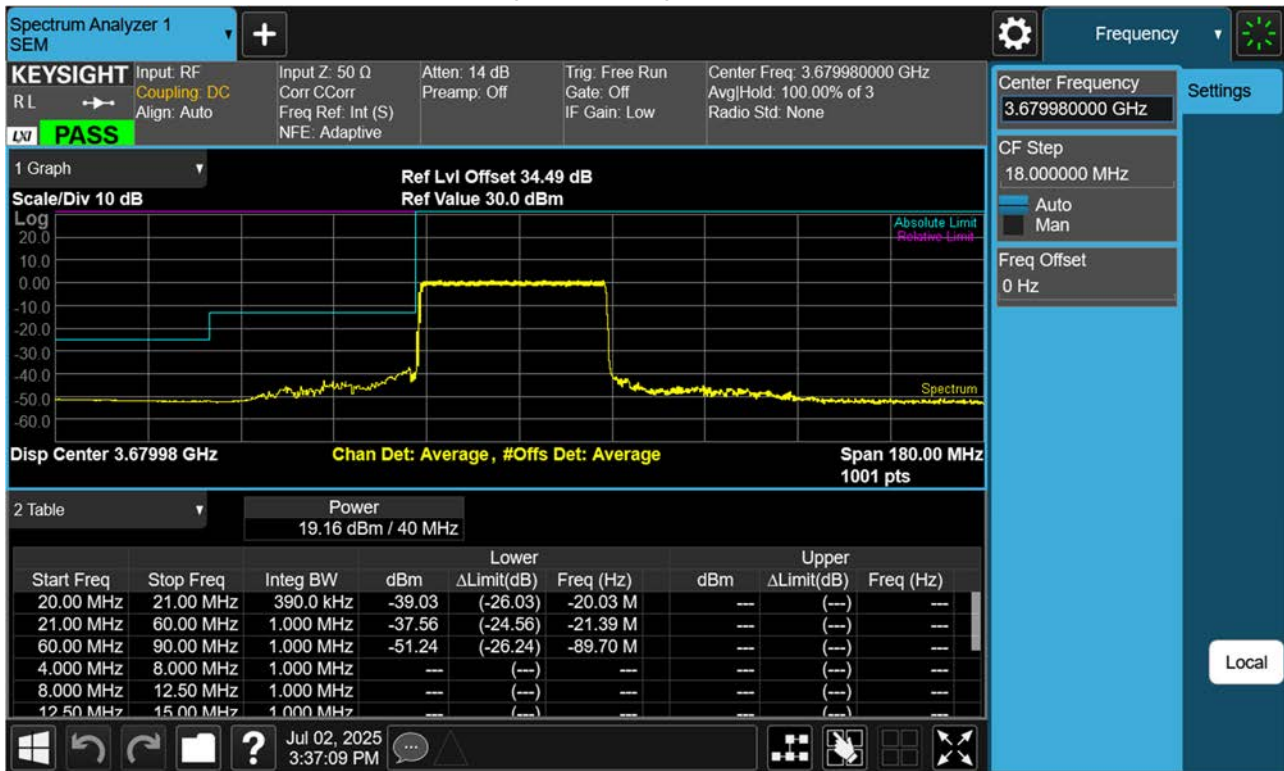 Spectrum Analyzer 1
SEM
+
Frequency
KEYSIGHT
RL
LXI PASS
Input: RF
Coupling: DC
Align: Auto
Input Z: 50 Ω
Corr CCorr
Freq Ref: Int (S)
NFE: Adaptive
Atten: 14 dB
Preamp: Off
Trig: Free Run
Gate: Off
IF Gain: Low
Center Freq: 3.679980000 GHz
Avg|Hold: 100.00% of 3
Radio Std: None
Center Frequency
3.679980000 GHz
Settings
CF Step
18.000000 MHz
Auto
Man
Freq Offset
0 Hz
1 Graph
Scale/Div 10 dB
Ref Lvl Offset 34.49 dB
Ref Value 30.0 dBm
Log
20.0
10.0
0.00
-10.0
-20.0
-30.0
-40.0
-50.0
-60.0
Absolute Limit
Relative Limit
Spectrum
Disp Center 3.67998 GHz
Chan Det: Average, #Offs Det: Average
Span 180.00 MHz
1001 pts
2 Table
Power
19.16 dBm / 40 MHz
Lower Upper
Start Freq Stop Freq Integ BW dBm ΔLimit(dB) Freq (Hz) dBm ΔLimit(dB) Freq (Hz)
20.00 MHz 21.00 MHz 390.0 kHz -39.03 (-26.03) -20.03 M --- (---) ---
21.00 MHz 60.00 MHz 1.000 MHz -37.56 (-24.56) -21.39 M --- (---) ---
60.00 MHz 90.00 MHz 1.000 MHz -51.24 (-26.24) -89.70 M --- (---) ---
4.000 MHz 8.000 MHz 1.000 MHz --- (---) --- --- (---) ---
8.000 MHz 12.50 MHz 1.000 MHz --- (---) --- --- (---) ---
12.50 MHz 15.00 MHz 1.000 MHz --- (---) --- --- (---) ---
Local
?
Jul 02, 2025
3:37:09 PM